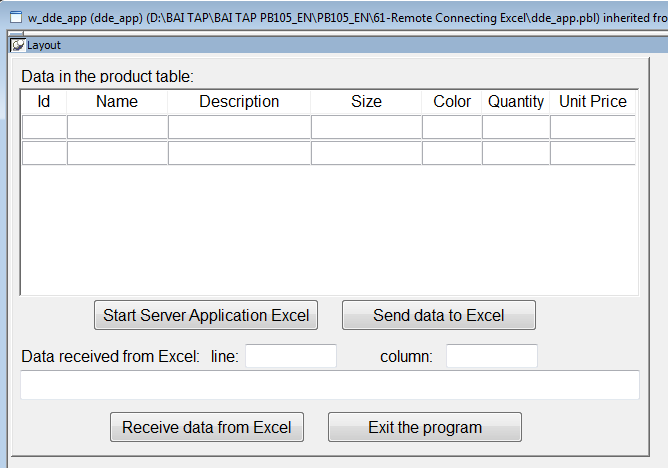 w_dde_app (dde_app) (D:\BAI TAP\BAI TAP PB105_EN\PB105_EN\61-Remote Connecting Excel\dde_app.pbl) inherited fro
Layout
Data in the product table:
Id Name Description Size Color Quantity Unit Price
Start Server Application Excel Send data to Excel
Data received from Excel: line: column:
Receive data from Excel Exit the program